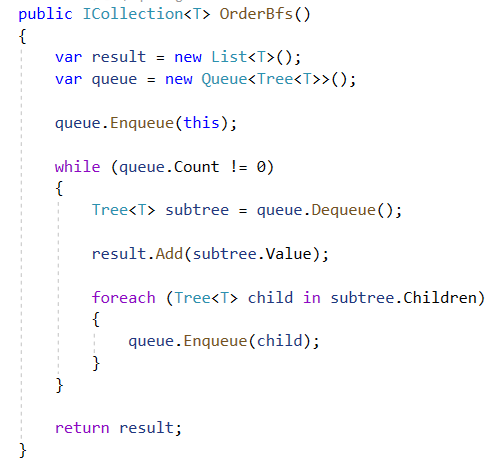 public ICollection<T> OrderBfs()
{
    var result = new List<T>();
    var queue = new Queue<Tree<T>>();

    queue.Enqueue(this);

    while (queue.Count != 0)
    {
        Tree<T> subtree = queue.Dequeue();

        result.Add(subtree.Value);

        foreach (Tree<T> child in subtree.Children)
        {
            queue.Enqueue(child);
        }
    }

    return result;
}